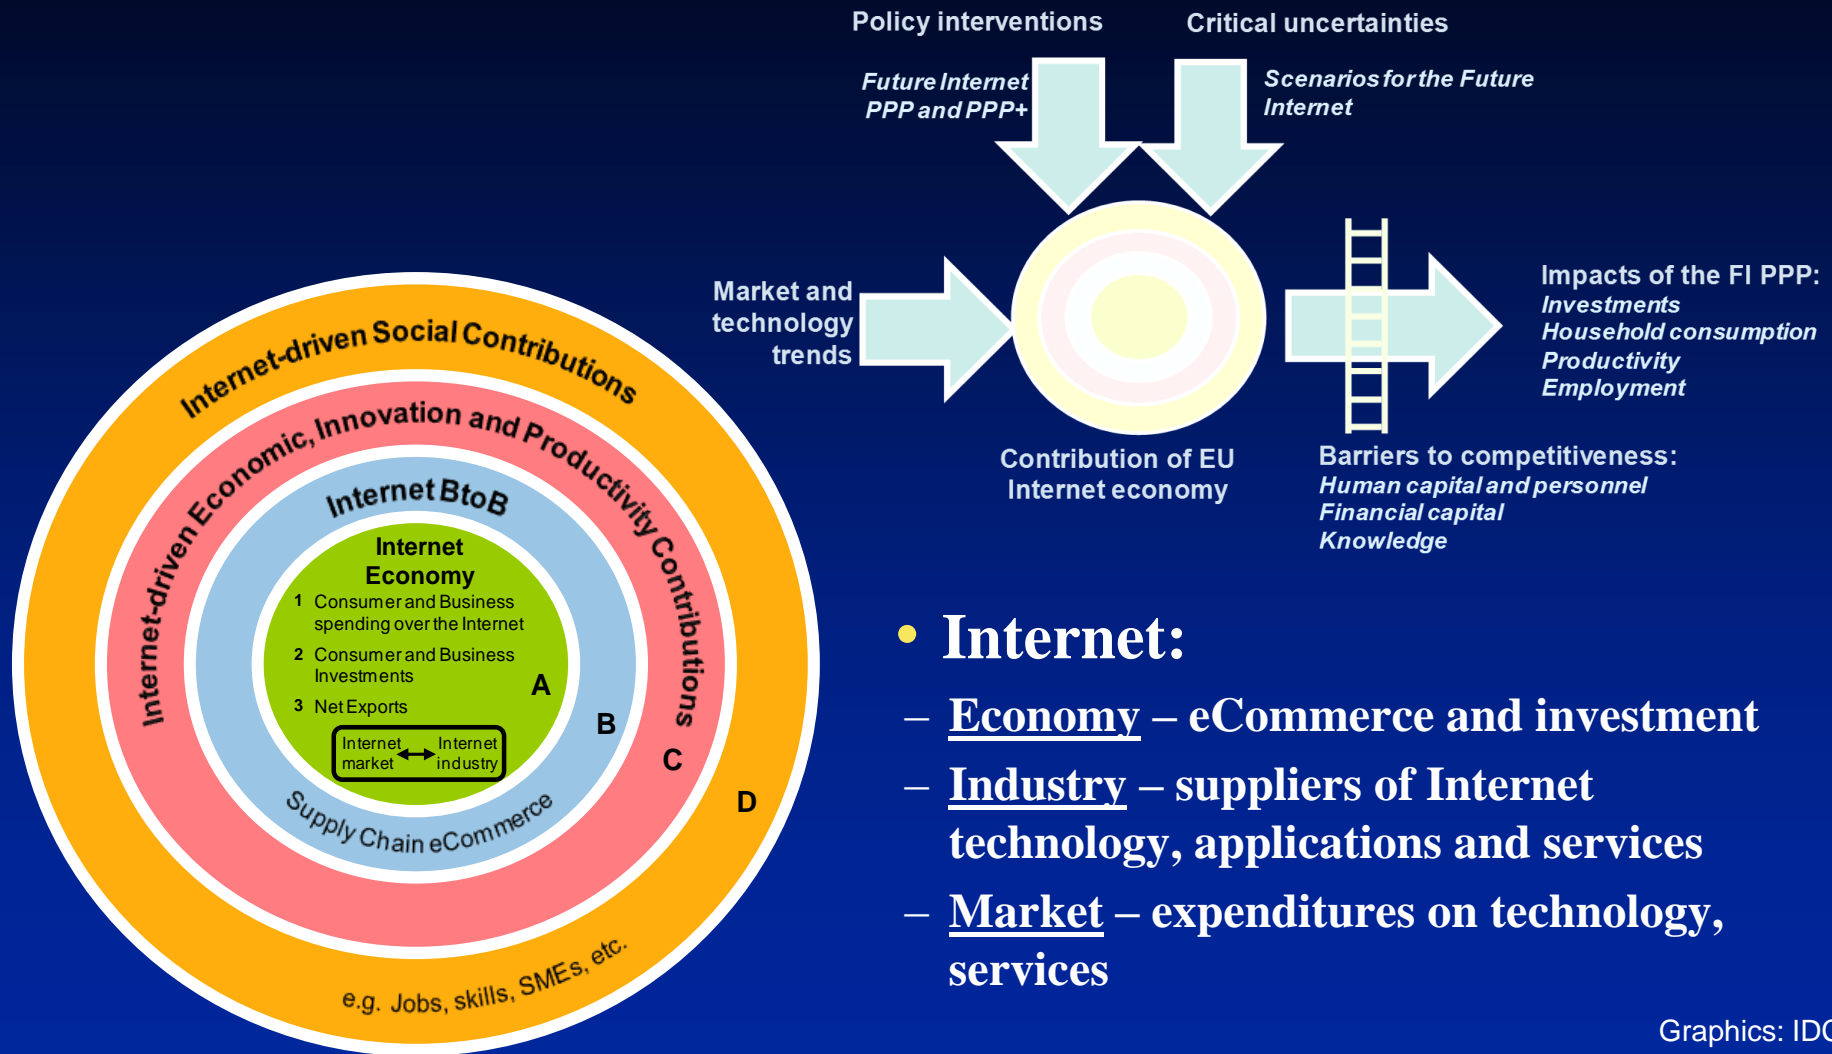 Policy interventions
Critical uncertainties
Future Internet
PPP and PPP+
Scenarios for the Future
Internet
Market and
technology
trends
Impacts of the FI PPP:
Investments
Household consumption
Productivity
Employment
Contribution of EU
Internet economy
Barriers to competitiveness:
Human capital and personnel
Financial capital
Knowledge
Internet-driven Social Contributions
Internet-driven Economic, Innovation and Productivity Contributions
Internet BtoB
Internet
Economy
1 Consumer and Business
spending over the Internet
2 Consumer and Business
Investments
3 Net Exports
A
Internet
market
Internet
industry
B
C
D
Supply Chain eCommerce
e.g. Jobs, skills, SMEs, etc.
• Internet:
– Economy – eCommerce and investment
– Industry – suppliers of Internet
technology, applications and services
– Market – expenditures on technology,
services
Graphics: IDC